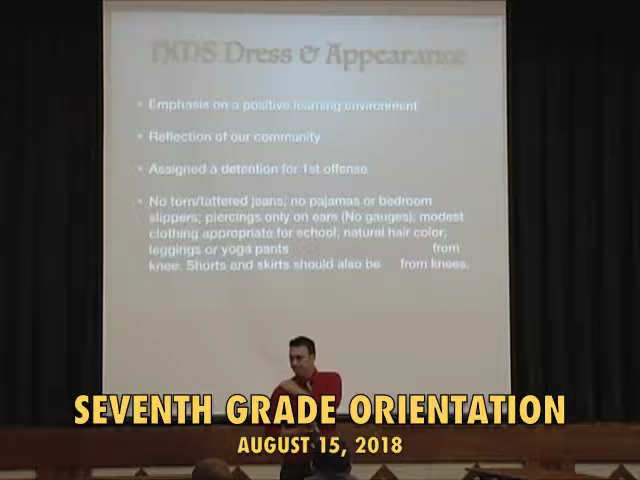 Dress & Appearance
• Emphasis on a positive learning environment
• Reflection of our community
• Assigned a detention for 1st offense
• No torn/tattered jeans; no pajamas or bedroom
slippers; piercings only on ears (No gauges); modest
clothing appropriate for school; natural hair color;
leggings or yoga pants from
knee. Shorts and skirts should also be from knees.
SEVENTH GRADE ORIENTATION
AUGUST 15, 2018